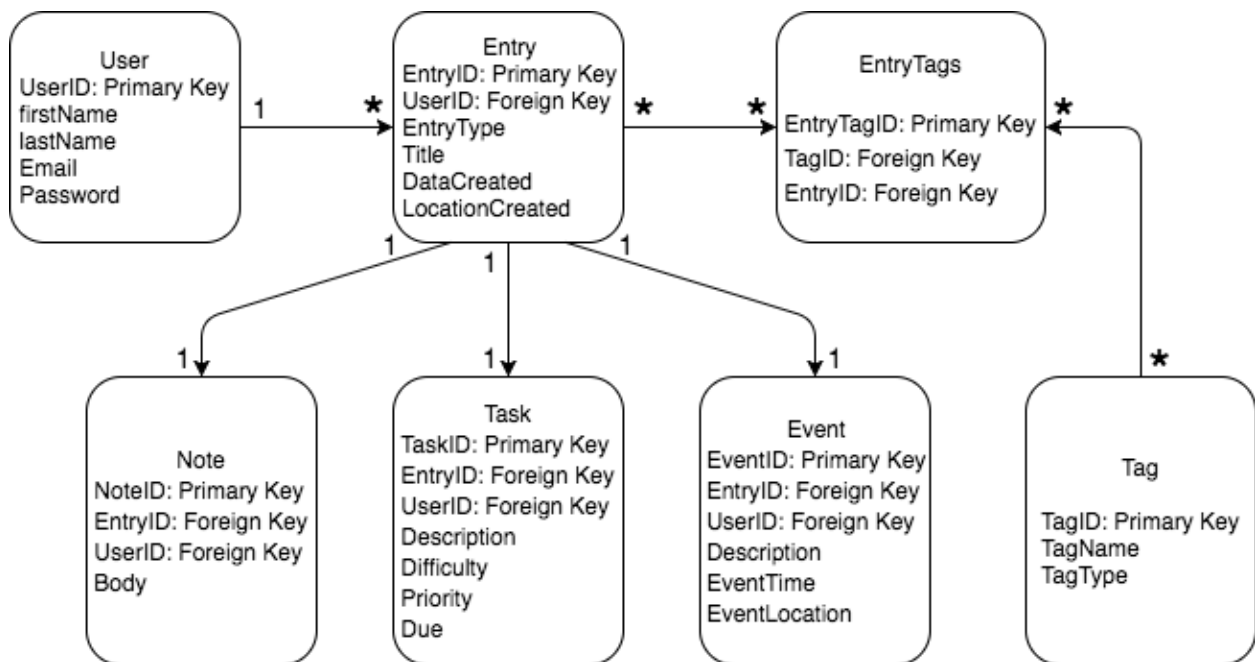 User
UserID: Primary Key
firstName
lastName
Email
Password
1
*
Entry
EntryID: Primary Key
UserID: Foreign Key
EntryType
Title
DataCreated
LocationCreated
*
*
EntryTags
EntryTagID: Primary Key
TagID: Foreign Key
EntryID: Foreign Key
*
1
1
1
1
1
1
*
Note
NoteID: Primary Key
EntryID: Foreign Key
UserID: Foreign Key
Body
Task
TaskID: Primary Key
EntryID: Foreign Key
UserID: Foreign Key
Description
Difficulty
Priority
Due
Event
EventID: Primary Key
EntryID: Foreign Key
UserID: Foreign Key
Description
EventTime
EventLocation
Tag
TagID: Primary Key
TagName
TagType